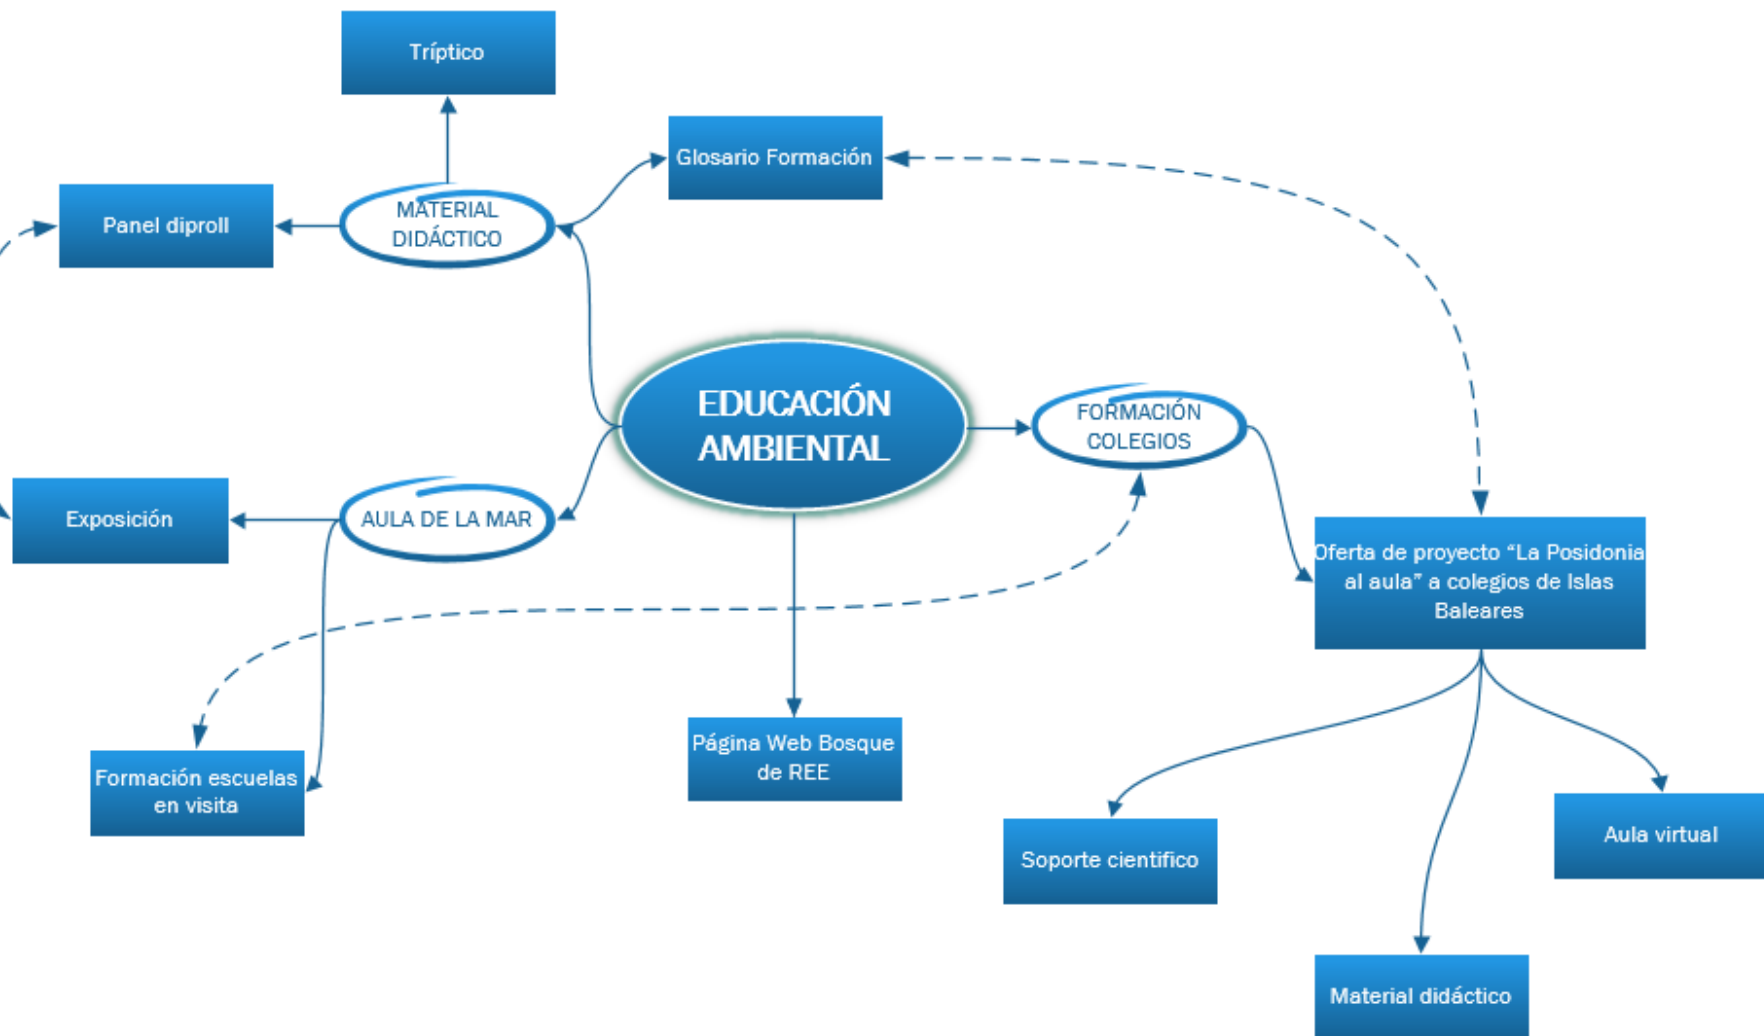 Tríptico
Glosario Formación
Panel diproll
MATERIAL
DIDÁCTICO
EDUCACIÓN
AMBIENTAL
FORMACIÓN
COLEGIOS
Exposición
AULA DE LA MAR
Oferta de proyecto “La Posidonia
al aula” a colegios de Islas
Baleares
Formación escuelas
en visita
Página Web Bosque
de REE
Soporte cientifico
Aula virtual
Material didáctico